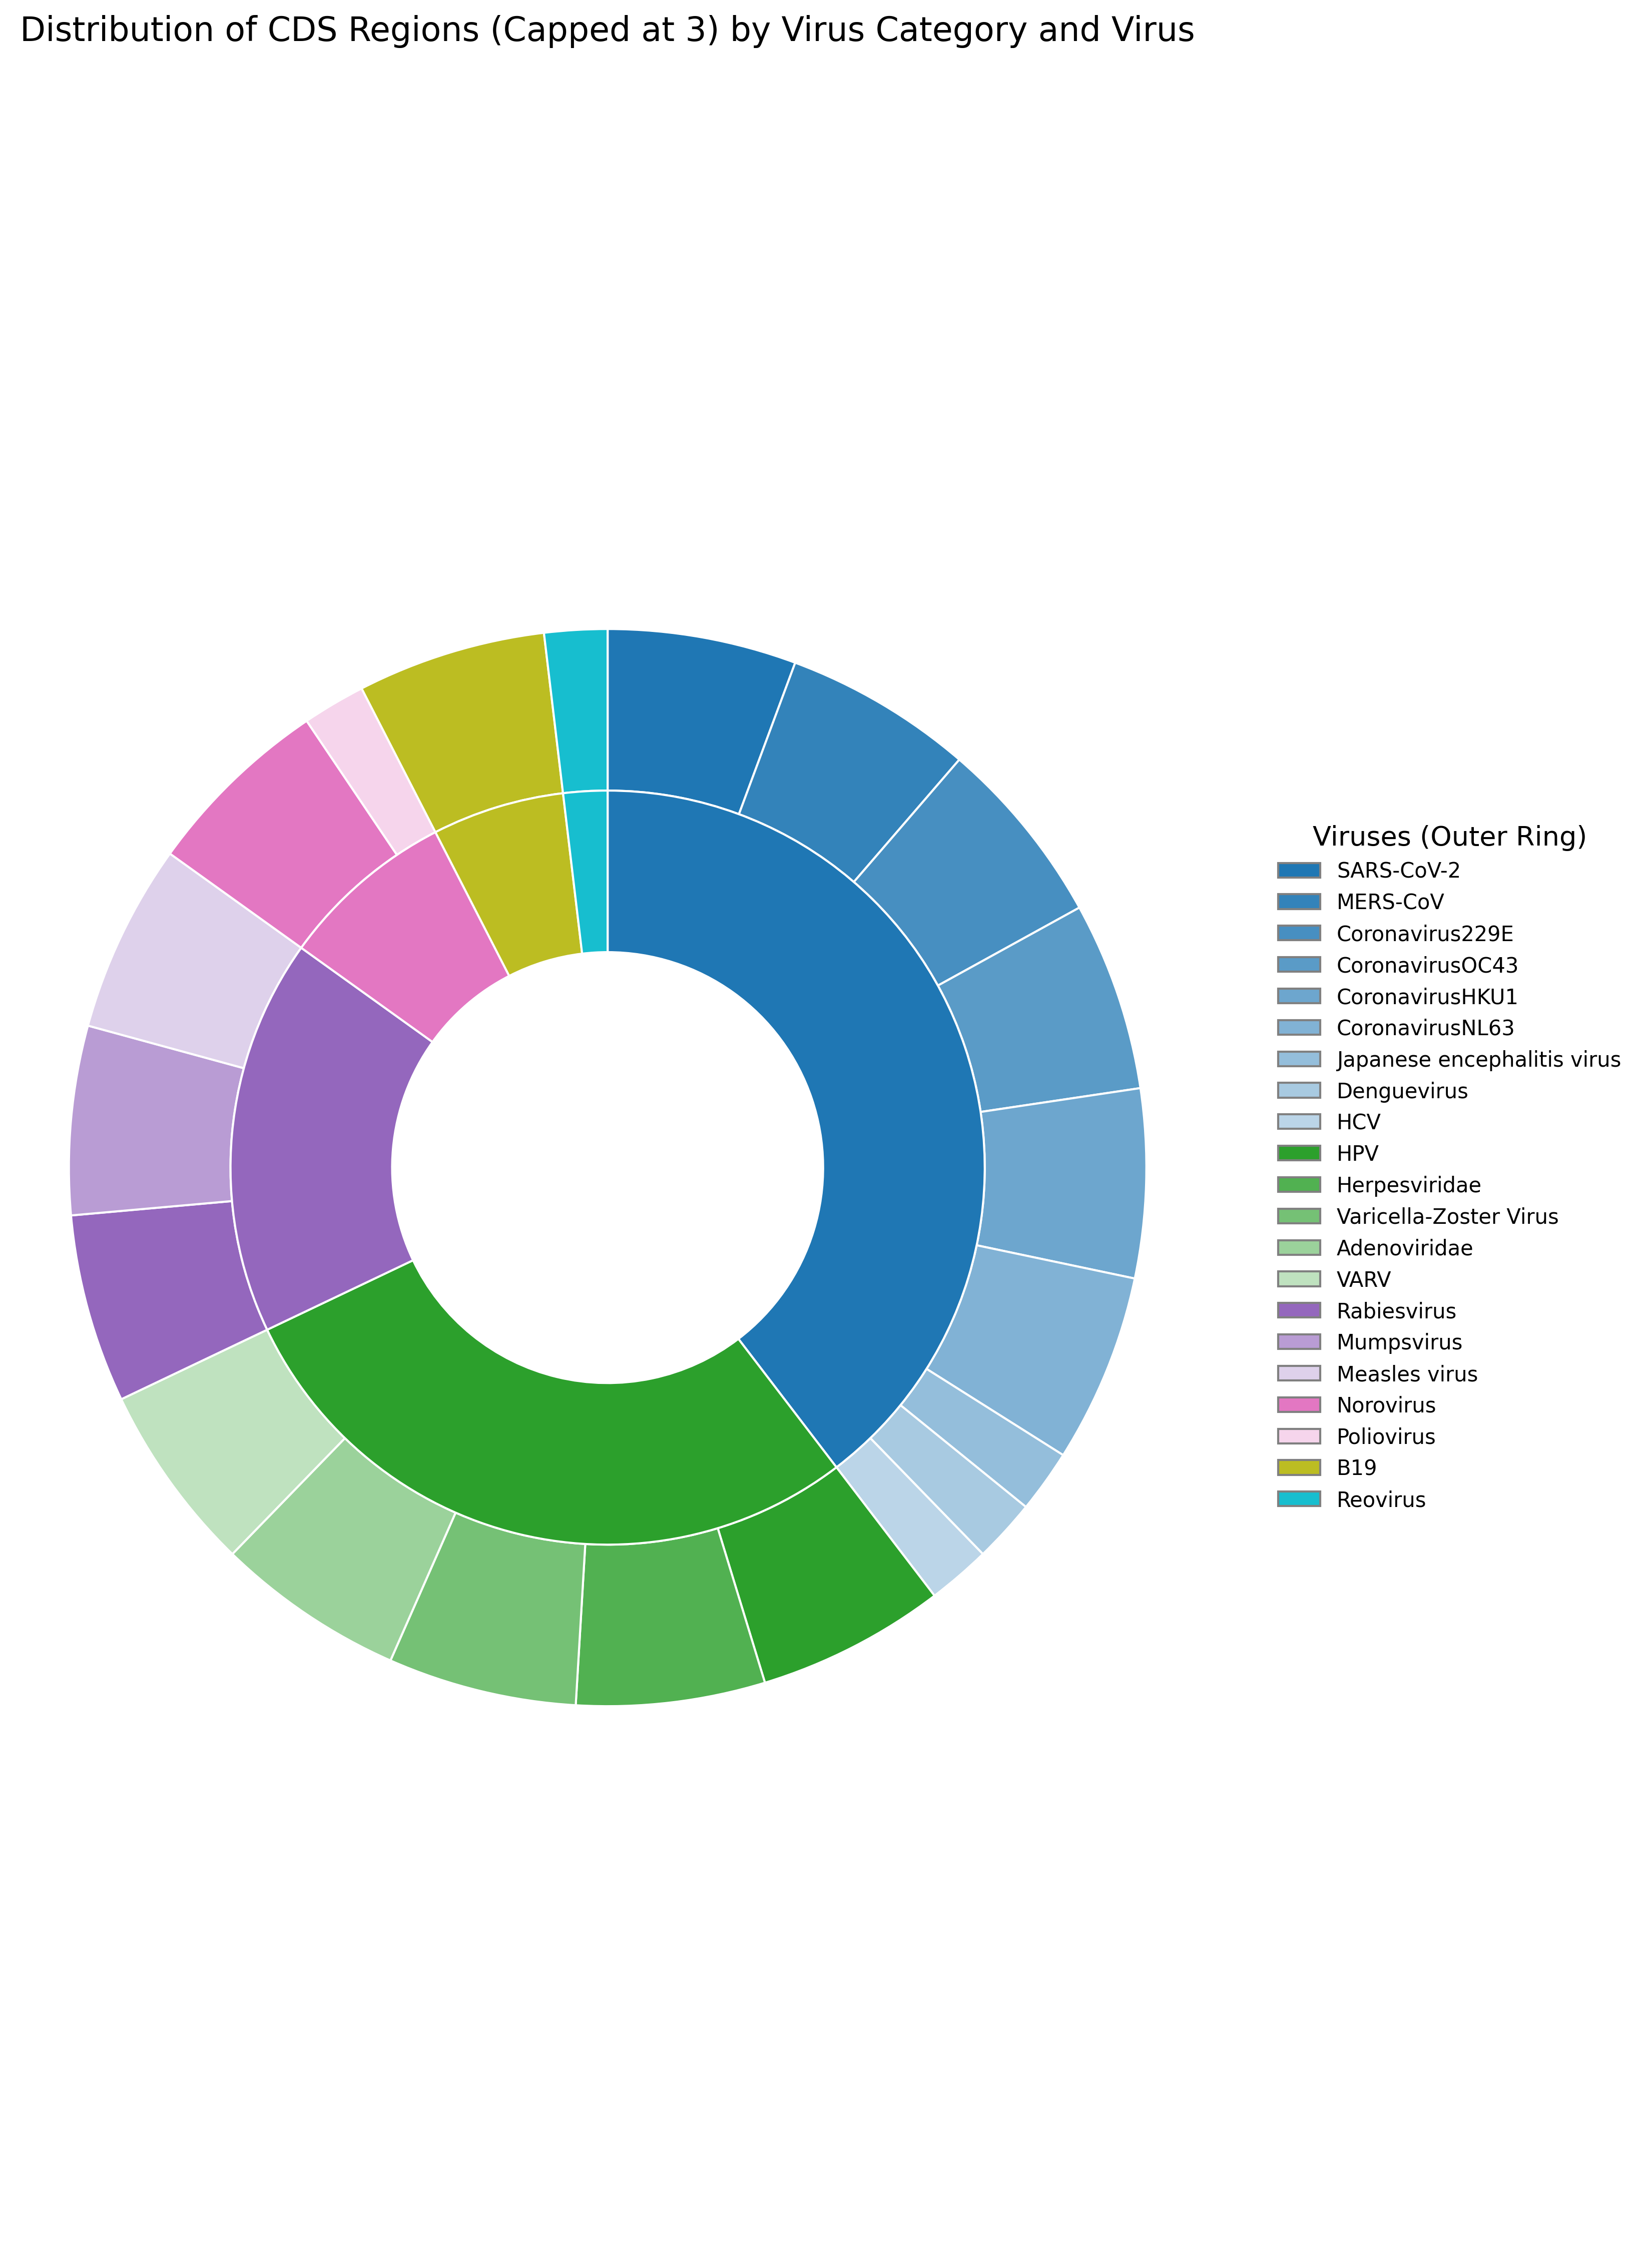 Distribution of CDS Regions (Capped at 3) by Virus Category and Virus
Viruses (Outer Ring)
SARS-CoV-2
MERS-CoV
Coronavirus229E
CoronavirusOC43
CoronavirusHKU1
CoronavirusNL63
Japanese encephalitis virus
Denguevirus
HCV
HPV
Herpesviridae
Varicella-Zoster Virus
Adenoviridae
VARV
Rabiesvirus
Mumpsvirus
Measles virus
Norovirus
Poliovirus
B19
Reovirus